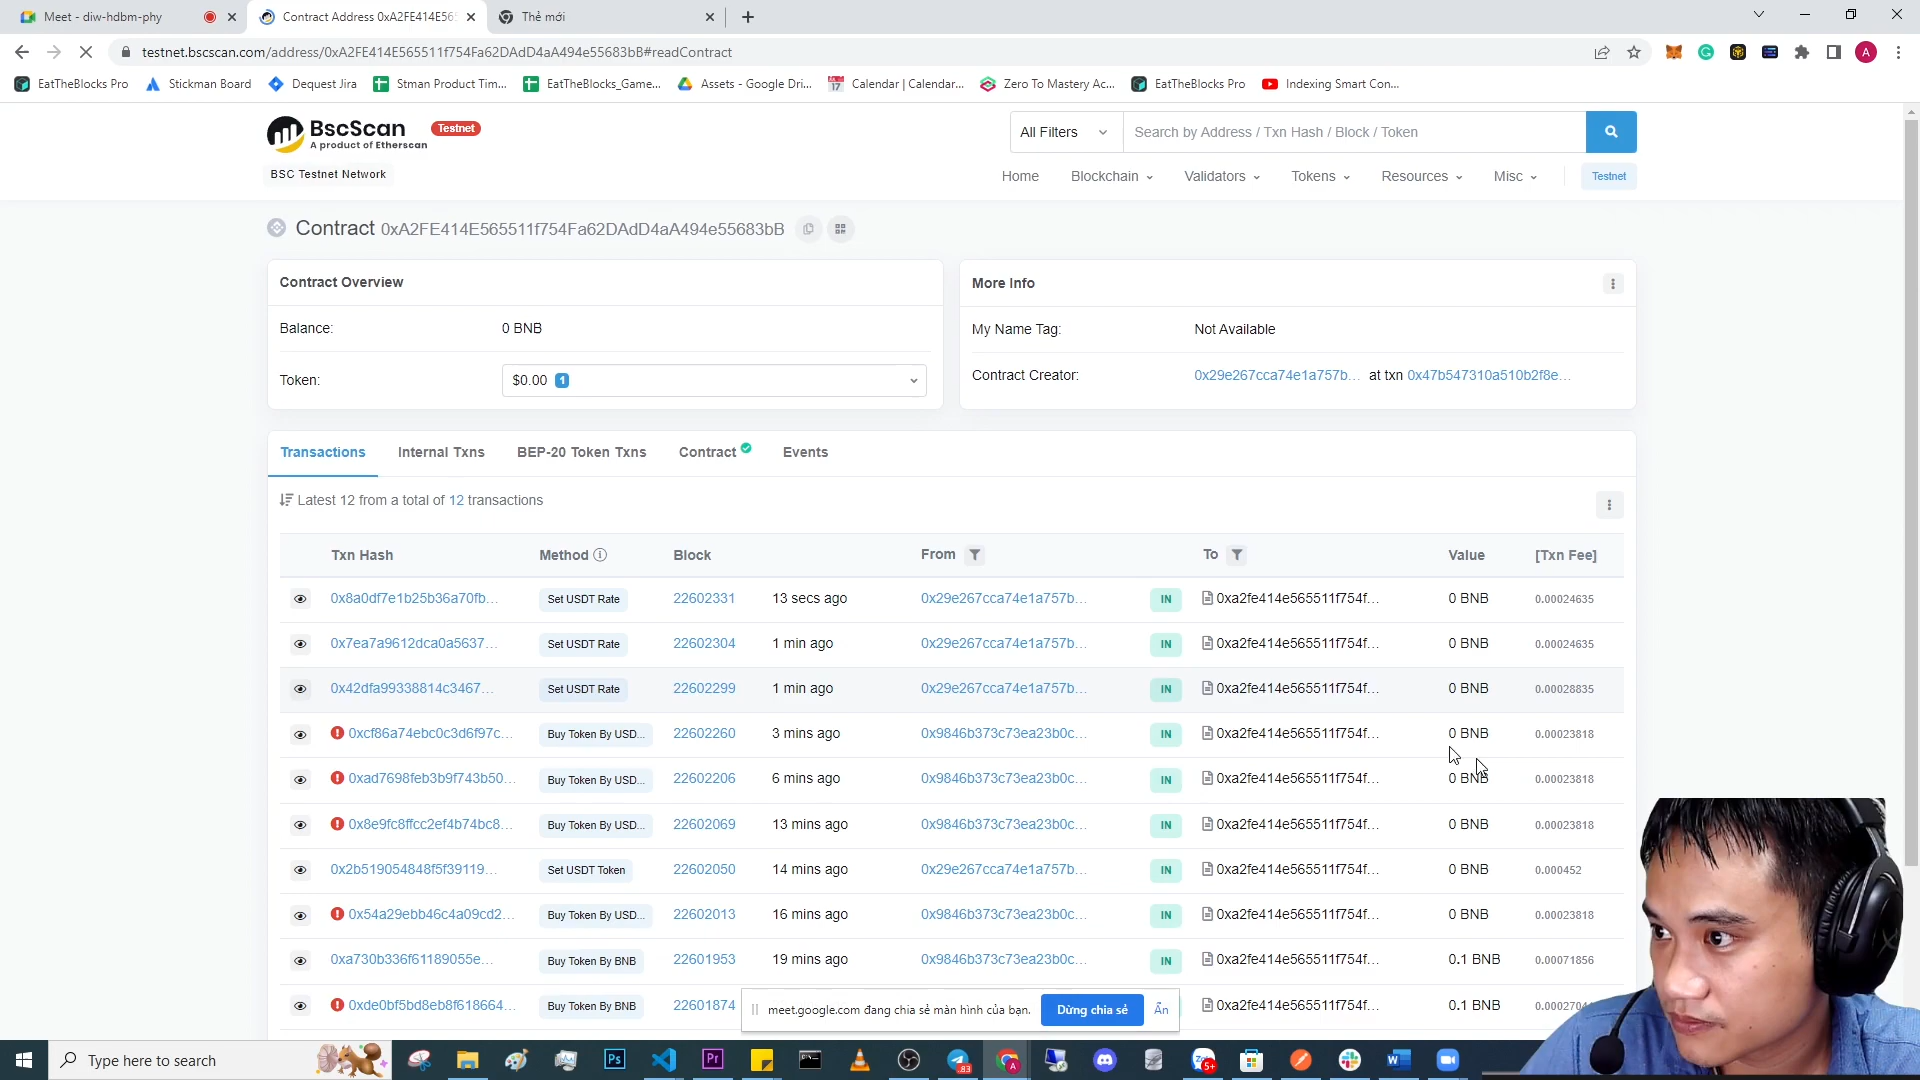 Meet - diw-hdbm-phy
Contract Address 0xA2FE414E56
Thẻ mới
testnet.bscscan.com/address/0xA2FE414E565511f754Fa62DAdD4aA494e55683bB#readContract
A
EatTheBlocks Pro
Stickman Board
Dequest Jira
Stman Product Tim...
EatTheBlocks_Game...
Assets - Google Dri...
Calendar | Calendar...
Zero To Mastery Ac...
EatTheBlocks Pro
Indexing Smart Con...
BscScan
Testnet
A product of Etherscan
BSC Testnet Network
All Filters
Search by Address / Txn Hash / Block / Token
Home
Blockchain
Validators
Tokens
Resources
Misc
Testnet
Contract 0xA2FE414E565511f754Fa62DAdD4aA494e55683bB
Contract Overview
Balance: 0 BNB
Token: $0.00 1
More Info
My Name Tag: Not Available
Contract Creator: 0x29e267cca74e1a757b... at txn 0x47b547310a510b2f8e...
Transactions
Internal Txns
BEP-20 Token Txns
Contract
Events
Latest 12 from a total of 12 transactions
Txn Hash Method Block From To Value [Txn Fee]
0x8a0df7e1b25b36a70fb... Set USDT Rate 22602331 13 secs ago 0x29e267cca74e1a757b... IN 0xa2fe414e565511f754f... 0 BNB 0.00024635
0x7ea7a9612dca0a5637... Set USDT Rate 22602304 1 min ago 0x29e267cca74e1a757b... IN 0xa2fe414e565511f754f... 0 BNB 0.00024635
0x42dfa99338814c3467... Set USDT Rate 22602299 1 min ago 0x29e267cca74e1a757b... IN 0xa2fe414e565511f754f... 0 BNB 0.00028835
0xcf86a74ebc0c3d6f97c... Buy Token By USD... 22602260 3 mins ago 0x9846b373c73ea23b0c... IN 0xa2fe414e565511f754f... 0 BNB 0.00023818
0xad7698feb3b9f743b50... Buy Token By USD... 22602206 6 mins ago 0x9846b373c73ea23b0c... IN 0xa2fe414e565511f754f... 0 BNB 0.00023818
0x8e9fc8ffcc2ef4b74bc8... Buy Token By USD... 22602069 13 mins ago 0x9846b373c73ea23b0c... IN 0xa2fe414e565511f754f... 0 BNB 0.00023818
0x2b519054848f5f39119... Set USDT Token 22602050 14 mins ago 0x29e267cca74e1a757b... IN 0xa2fe414e565511f754f... 0 BNB 0.000452
0x54a29ebb46c4a09cd2... Buy Token By USD... 22602013 16 mins ago 0x9846b373c73ea23b0c... IN 0xa2fe414e565511f754f... 0 BNB 0.00023818
0xa730b336f61189055e... Buy Token By BNB 22601953 19 mins ago 0x9846b373c73ea23b0c... IN 0xa2fe414e565511f754f... 0.1 BNB 0.00071856
0xde0bf5bd8eb8f618664... Buy Token By BNB 22601874 0xa2fe414e565511f754f... 0.1 BNB
meet.google.com đang chia sẻ màn hình của bạn. Dừng chia sẻ Ẩn
Type here to search